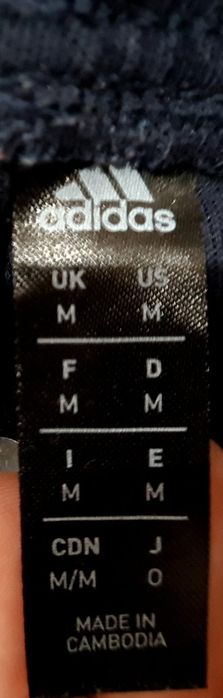 adidas
UK US
M M
F D
M M
I E
M M
CDN J
M/M O
MADE IN
CAMBODIA